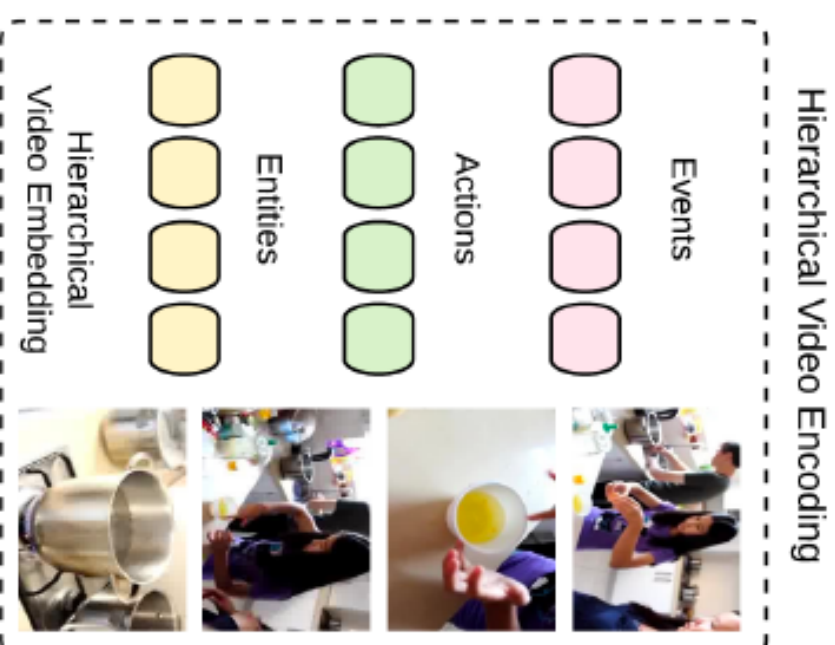 Hierarchical Video Encoding
Events
Actions
Entities
Hierarchical
Video Embedding